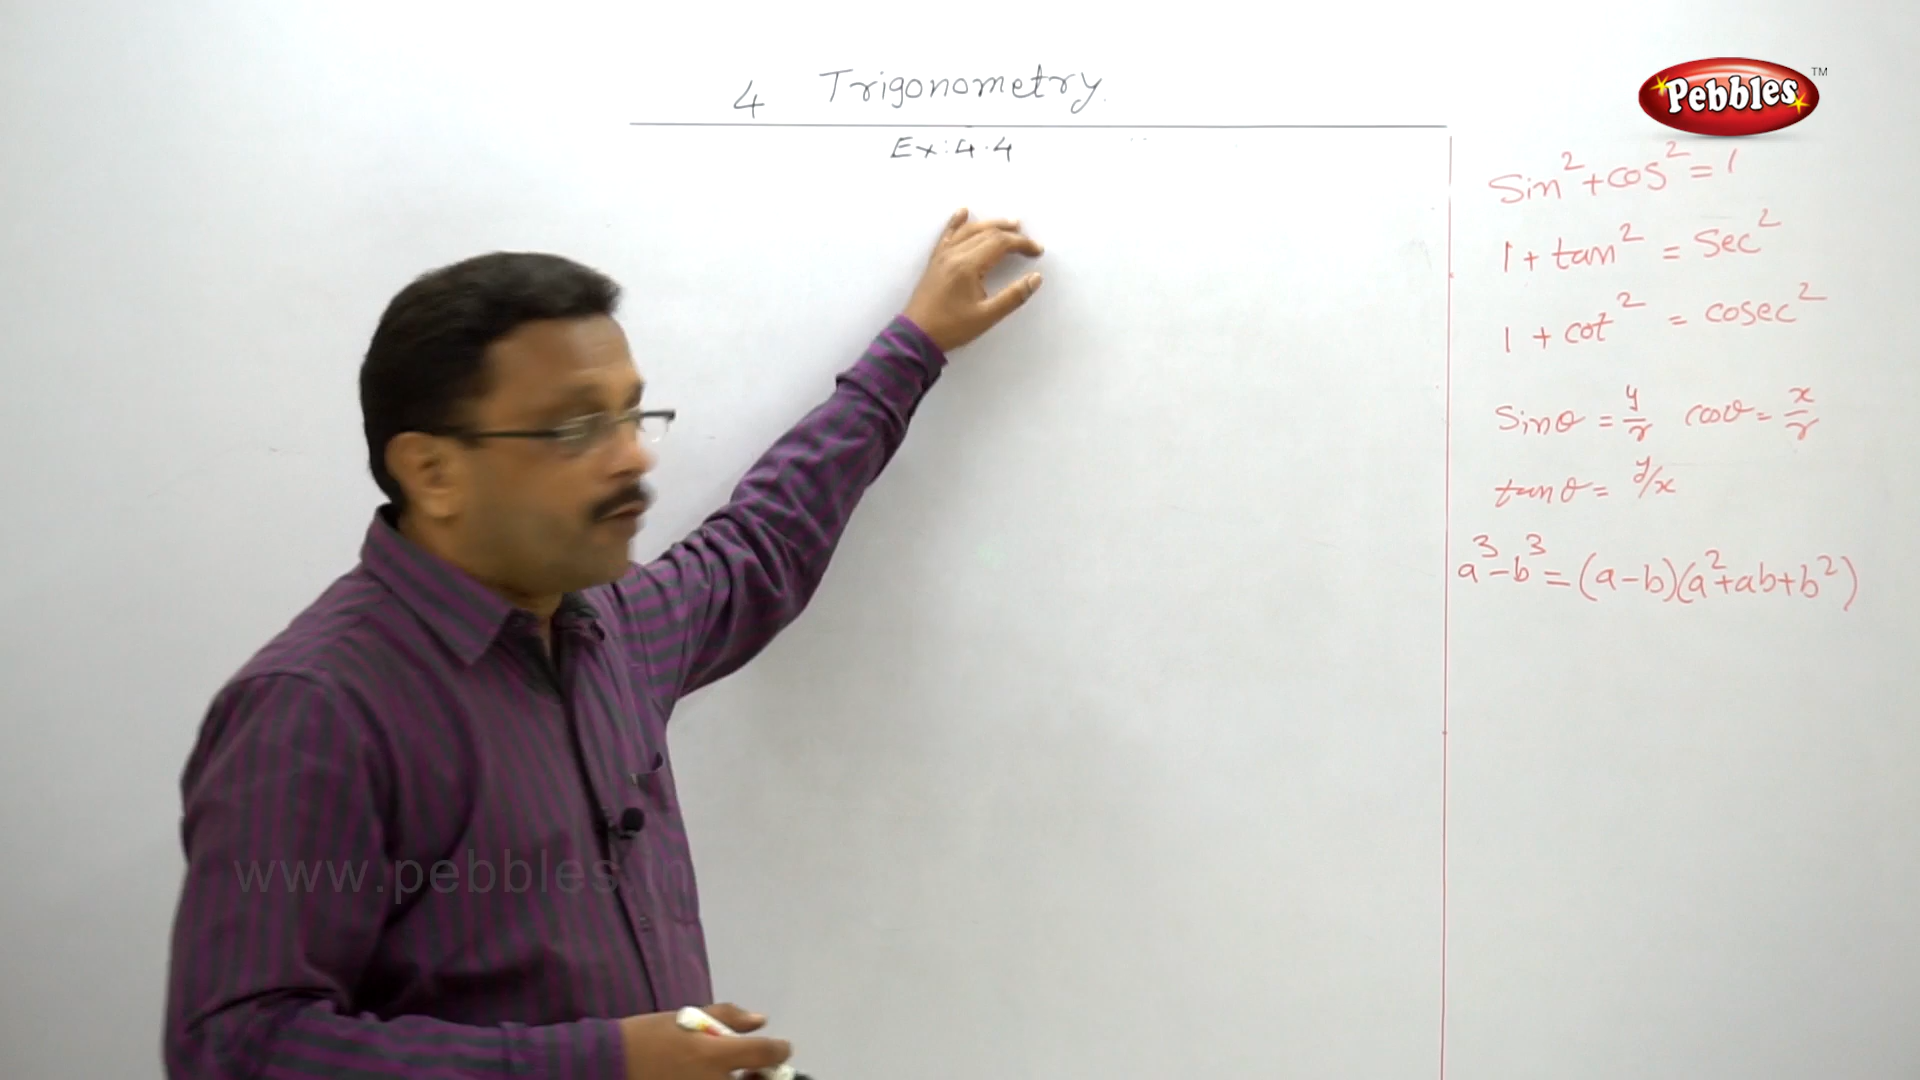 4 Trigonometry
Ex: 4.4
Pebbles TM
Sin² + cos² = 1
1 + tan² = Sec²
1 + cot² = cosec²
Sinθ = y/r cosθ = x/r
tanθ = y/x
a³-b³ = (a-b)(a²+ab+b²)
www.pebbles.in